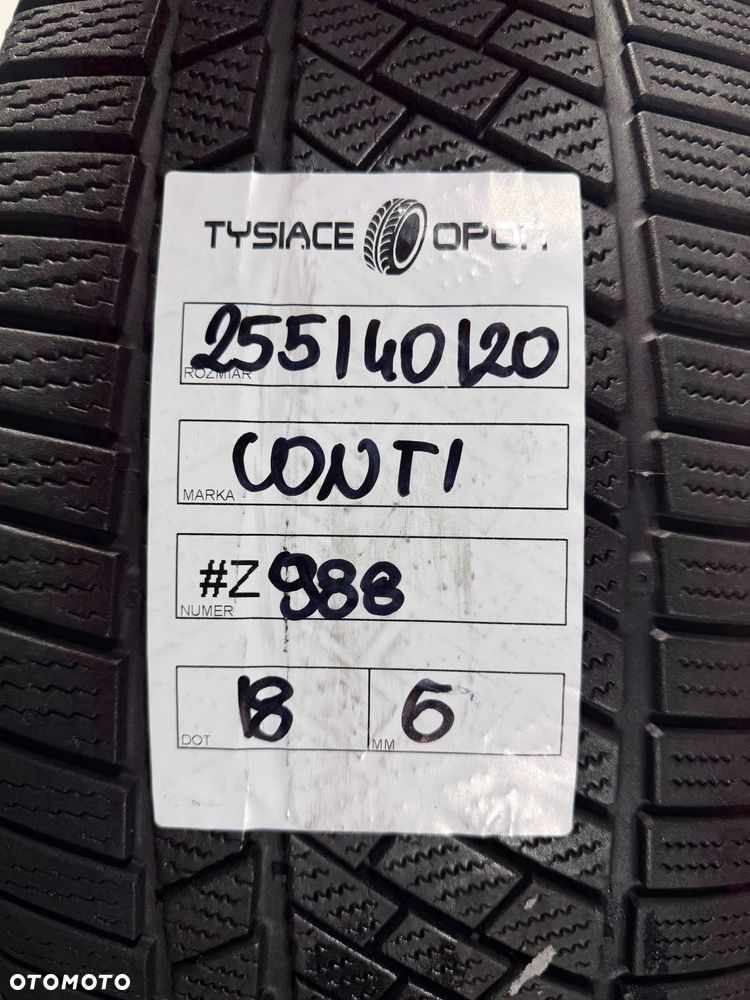 TYSIACE OPON
255/40/20
ROZMIAR
CONTI
MARKA
#Z 988
NUMER
18
DOT
6
MM
OTOMOTO